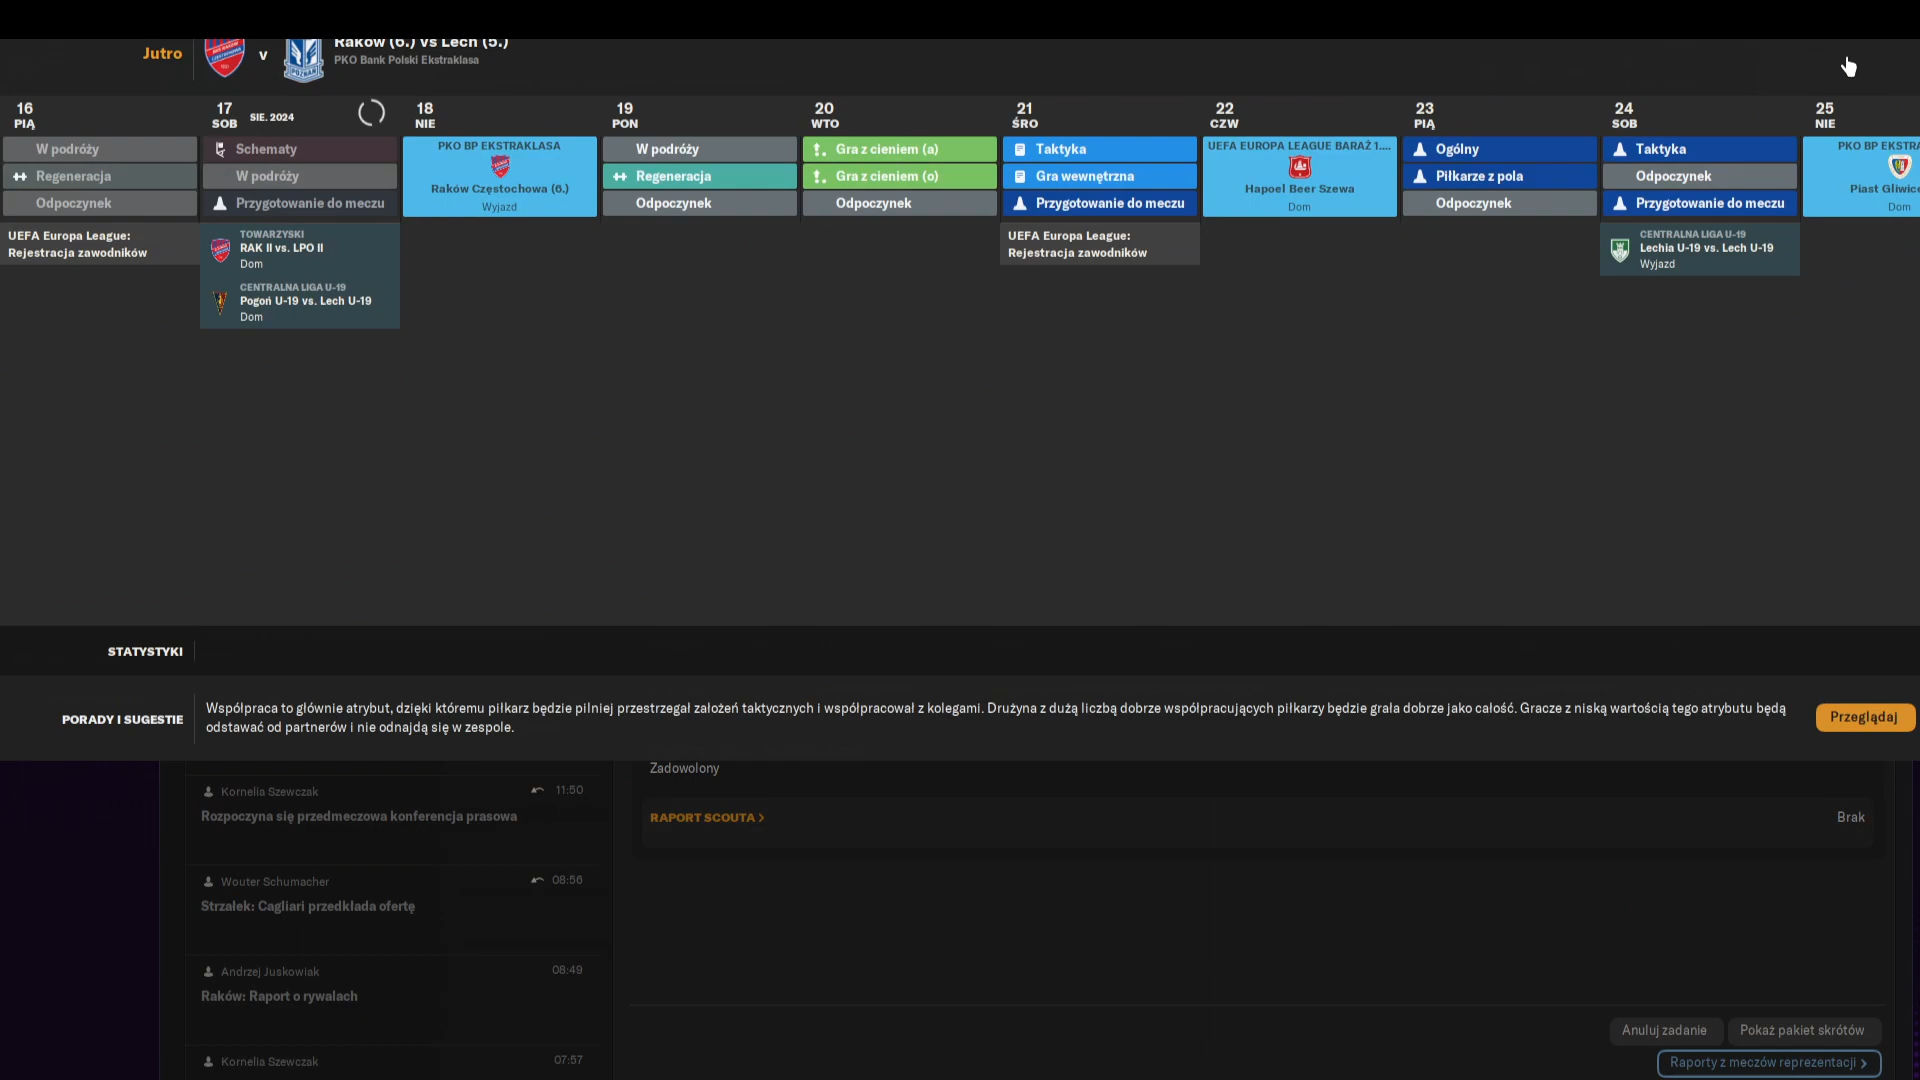 Jutro
v
Raków (6.) vs Lech (5.)
PKO Bank Polski Ekstraklasa
16
PIĄ
17
SOB
SIE. 2024
18
NIE
19
PON
20
WTO
21
ŚRO
22
CZW
23
PIĄ
24
SOB
25
NIE
W podróży
Regeneracja
Odpoczynek
UEFA Europa League:
Rejestracja zawodników
Schematy
W podróży
Przygotowanie do meczu
TOWARZYSKI
RAK II vs. LPO II
Dom
CENTRALNA LIGA U-19
Pogoń U-19 vs. Lech U-19
Dom
PKO BP EKSTRAKLASA
Raków Częstochowa (6.)
Wyjazd
W podróży
Regeneracja
Odpoczynek
Gra z cieniem (a)
Gra z cieniem (o)
Odpoczynek
Taktyka
Gra wewnętrzna
Przygotowanie do meczu
UEFA Europa League:
Rejestracja zawodników
UEFA EUROPA LEAGUE BARAŻ 1....
Hapoel Beer Szewa
Dom
Ogólny
Piłkarze z pola
Odpoczynek
Taktyka
Odpoczynek
Przygotowanie do meczu
CENTRALNA LIGA U-19
Lechia U-19 vs. Lech U-19
Wyjazd
PKO BP EKSTRA
Piast Gliwice
Dom
STATYSTYKI
PORADY I SUGESTIE
Współpraca to głównie atrybut, dzięki któremu piłkarz będzie pilniej przestrzegał założeń taktycznych i współpracował z kolegami. Drużyna z dużą liczbą dobrze współpracujących piłkarzy będzie grała dobrze jako całość. Gracze z niską wartością tego atrybutu będą
odstawać od partnerów i nie odnajdą się w zespole.
Przeglądaj
Zadowolony
RAPORT SCOUTA >
Brak
Kornelia Szewczak
11:50
Rozpoczyna się przedmeczowa konferencja prasowa
Wouter Schumacher
08:56
Strzałek: Cagliari przedkłada ofertę
Andrzej Juskowiak
08:49
Raków: Raport o rywalach
Kornelia Szewczak
07:57
Anuluj zadanie
Pokaż pakiet skrótów
Raporty z meczów reprezentacji >